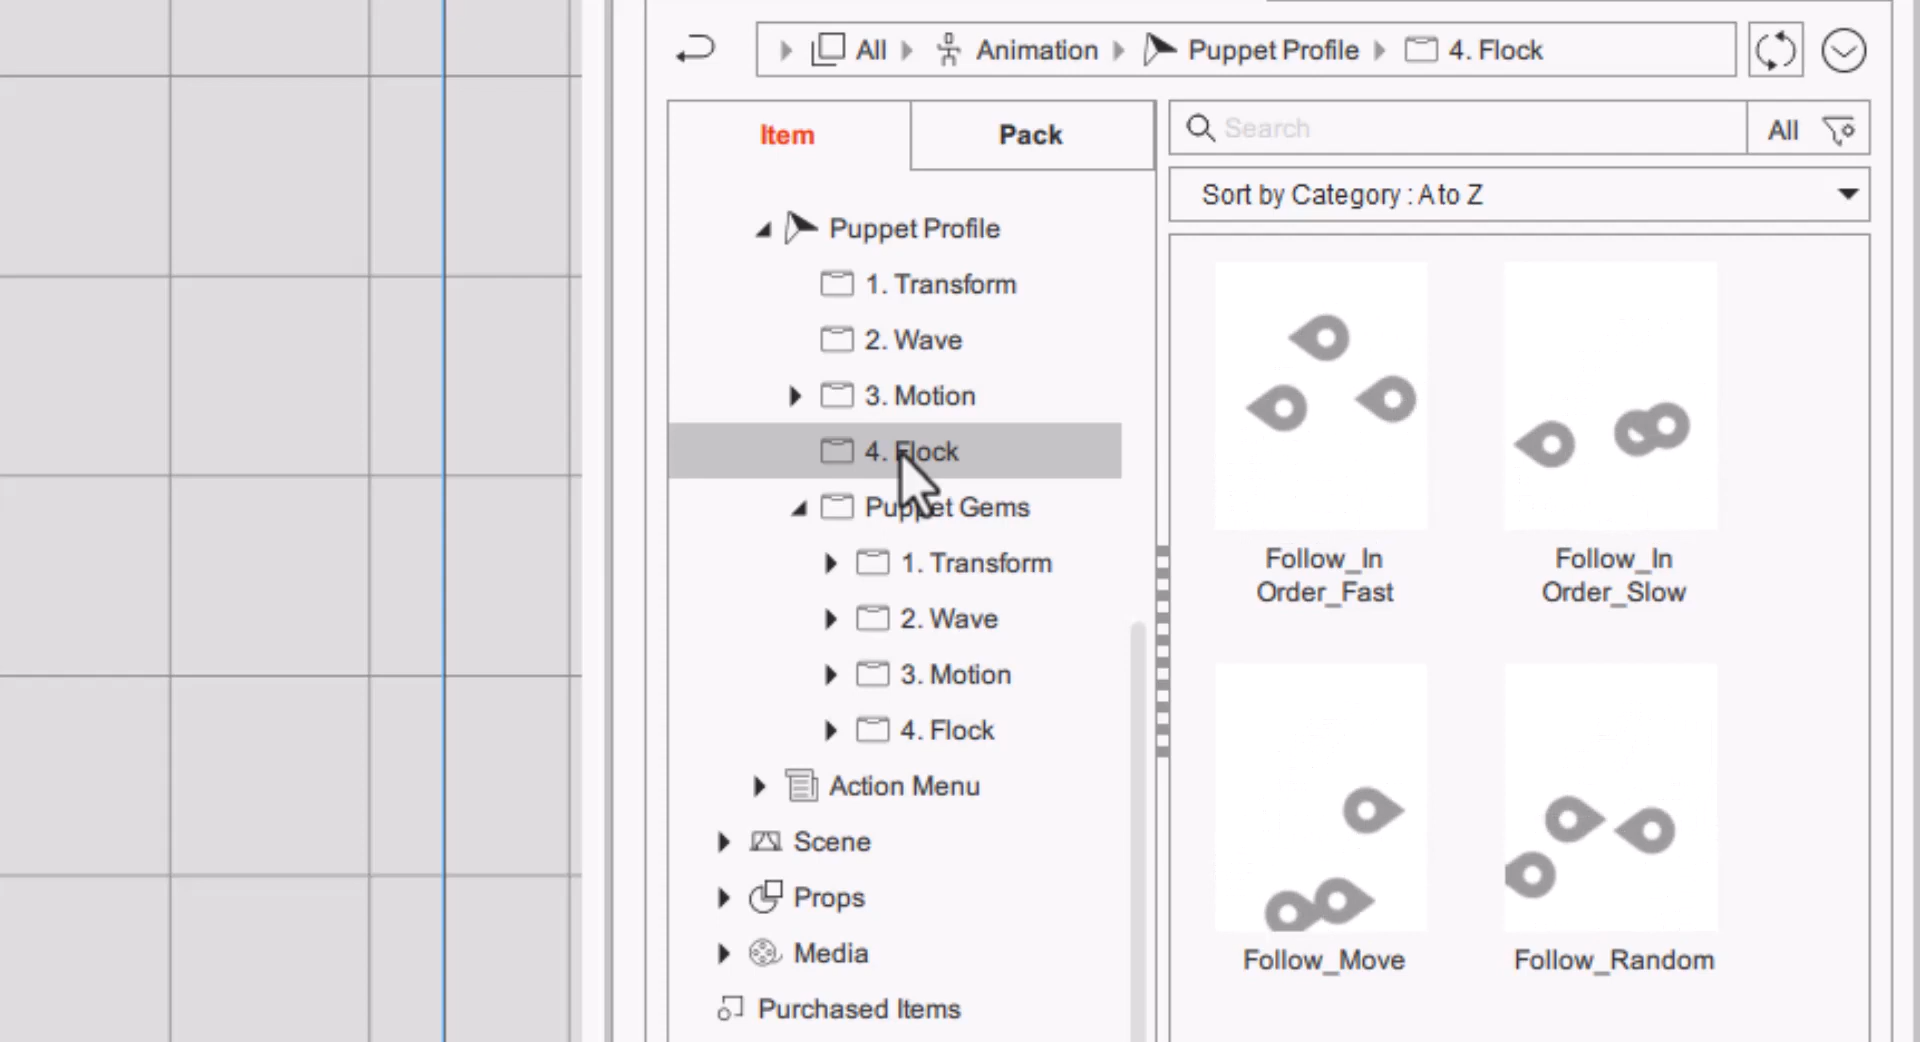 All Animation Puppet Profile 4. Flock
Item Pack
Search All
Sort by Category : A to Z
Puppet Profile
1. Transform
2. Wave
3. Motion
4. Flock
Puppet Gems
1. Transform
2. Wave
3. Motion
4. Flock
Action Menu
Scene
Props
Media
Purchased Items
Follow_In
Order_Fast
Follow_In
Order_Slow
Follow_Move
Follow_Random